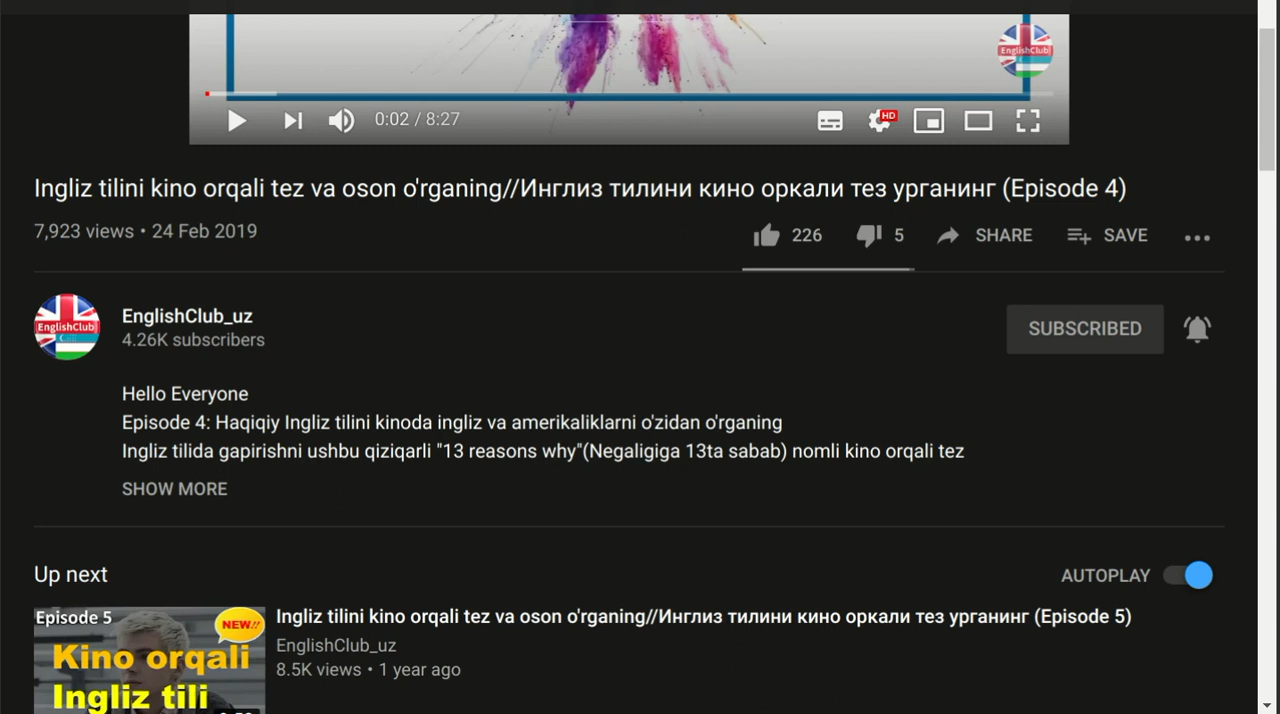 EnglishClub
HD
0:02 / 8:27
Ingliz tilini kino orqali tez va oson o'rganing//Инглиз тилини кино оркали тез урганинг (Episode 4)
7,923 views • 24 Feb 2019
226
5
SHARE
SAVE
EnglishClub
EnglishClub_uz
4.26K subscribers
SUBSCRIBED
Hello Everyone
Episode 4: Haqiqiy Ingliz tilini kinoda ingliz va amerikaliklarni o'zidan o'rganing
Ingliz tilida gapirishni ushbu qiziqarli "13 reasons why"(Negaligiga 13ta sabab) nomli kino orqali tez
SHOW MORE
Up next
AUTOPLAY
Episode 5
NEW!!
Kino orqali
Ingliz tili
Ingliz tilini kino orqali tez va oson o'rganing//Инглиз тилини кино оркали тез урганинг (Episode 5)
EnglishClub_uz
8.5K views • 1 year ago